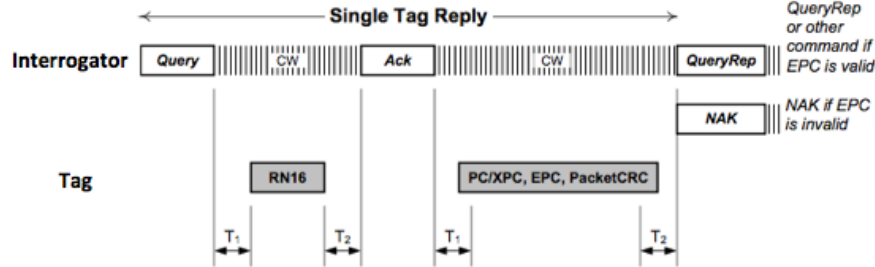 Single Tag Reply
QueryRep
or other
command if
EPC is valid
Interrogator
Query
CW
Ack
CW
QueryRep
NAK
NAK if EPC
is invalid
Tag
RN16
PC/XPC, EPC, PacketCRC
T1
T2
T1
T2